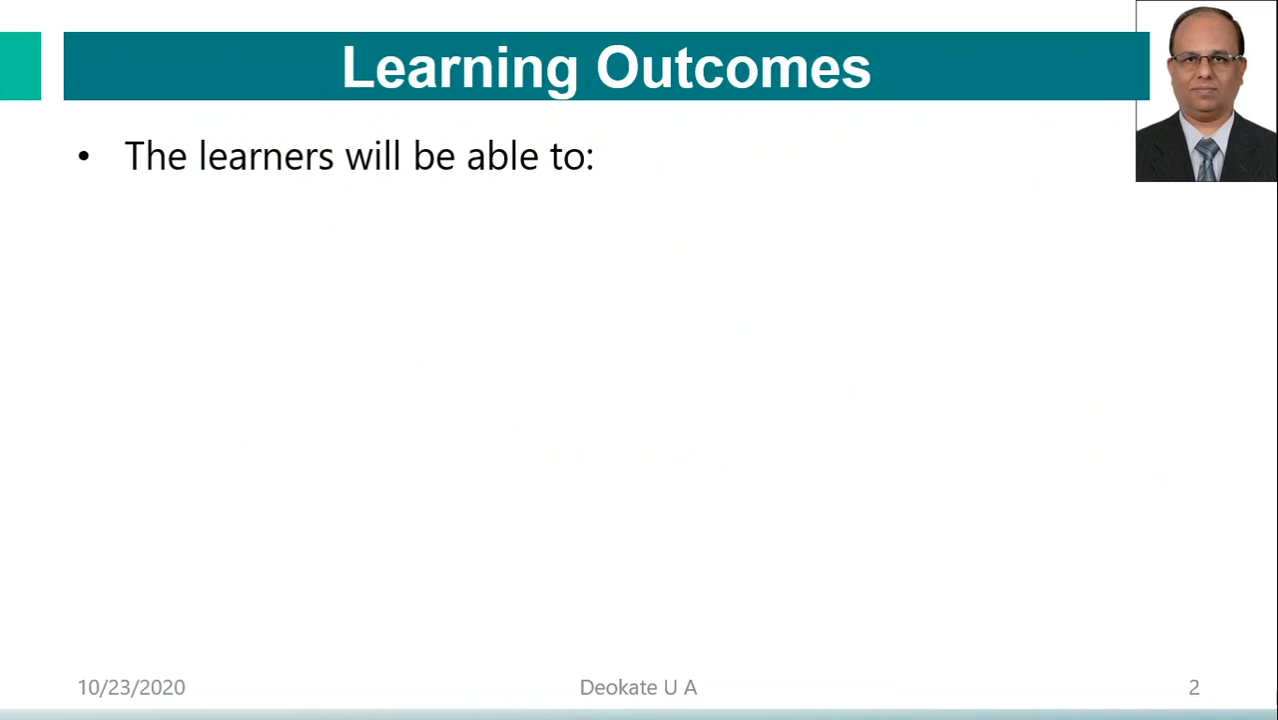 Learning Outcomes
• The learners will be able to:
10/23/2020 Deokate U A 2